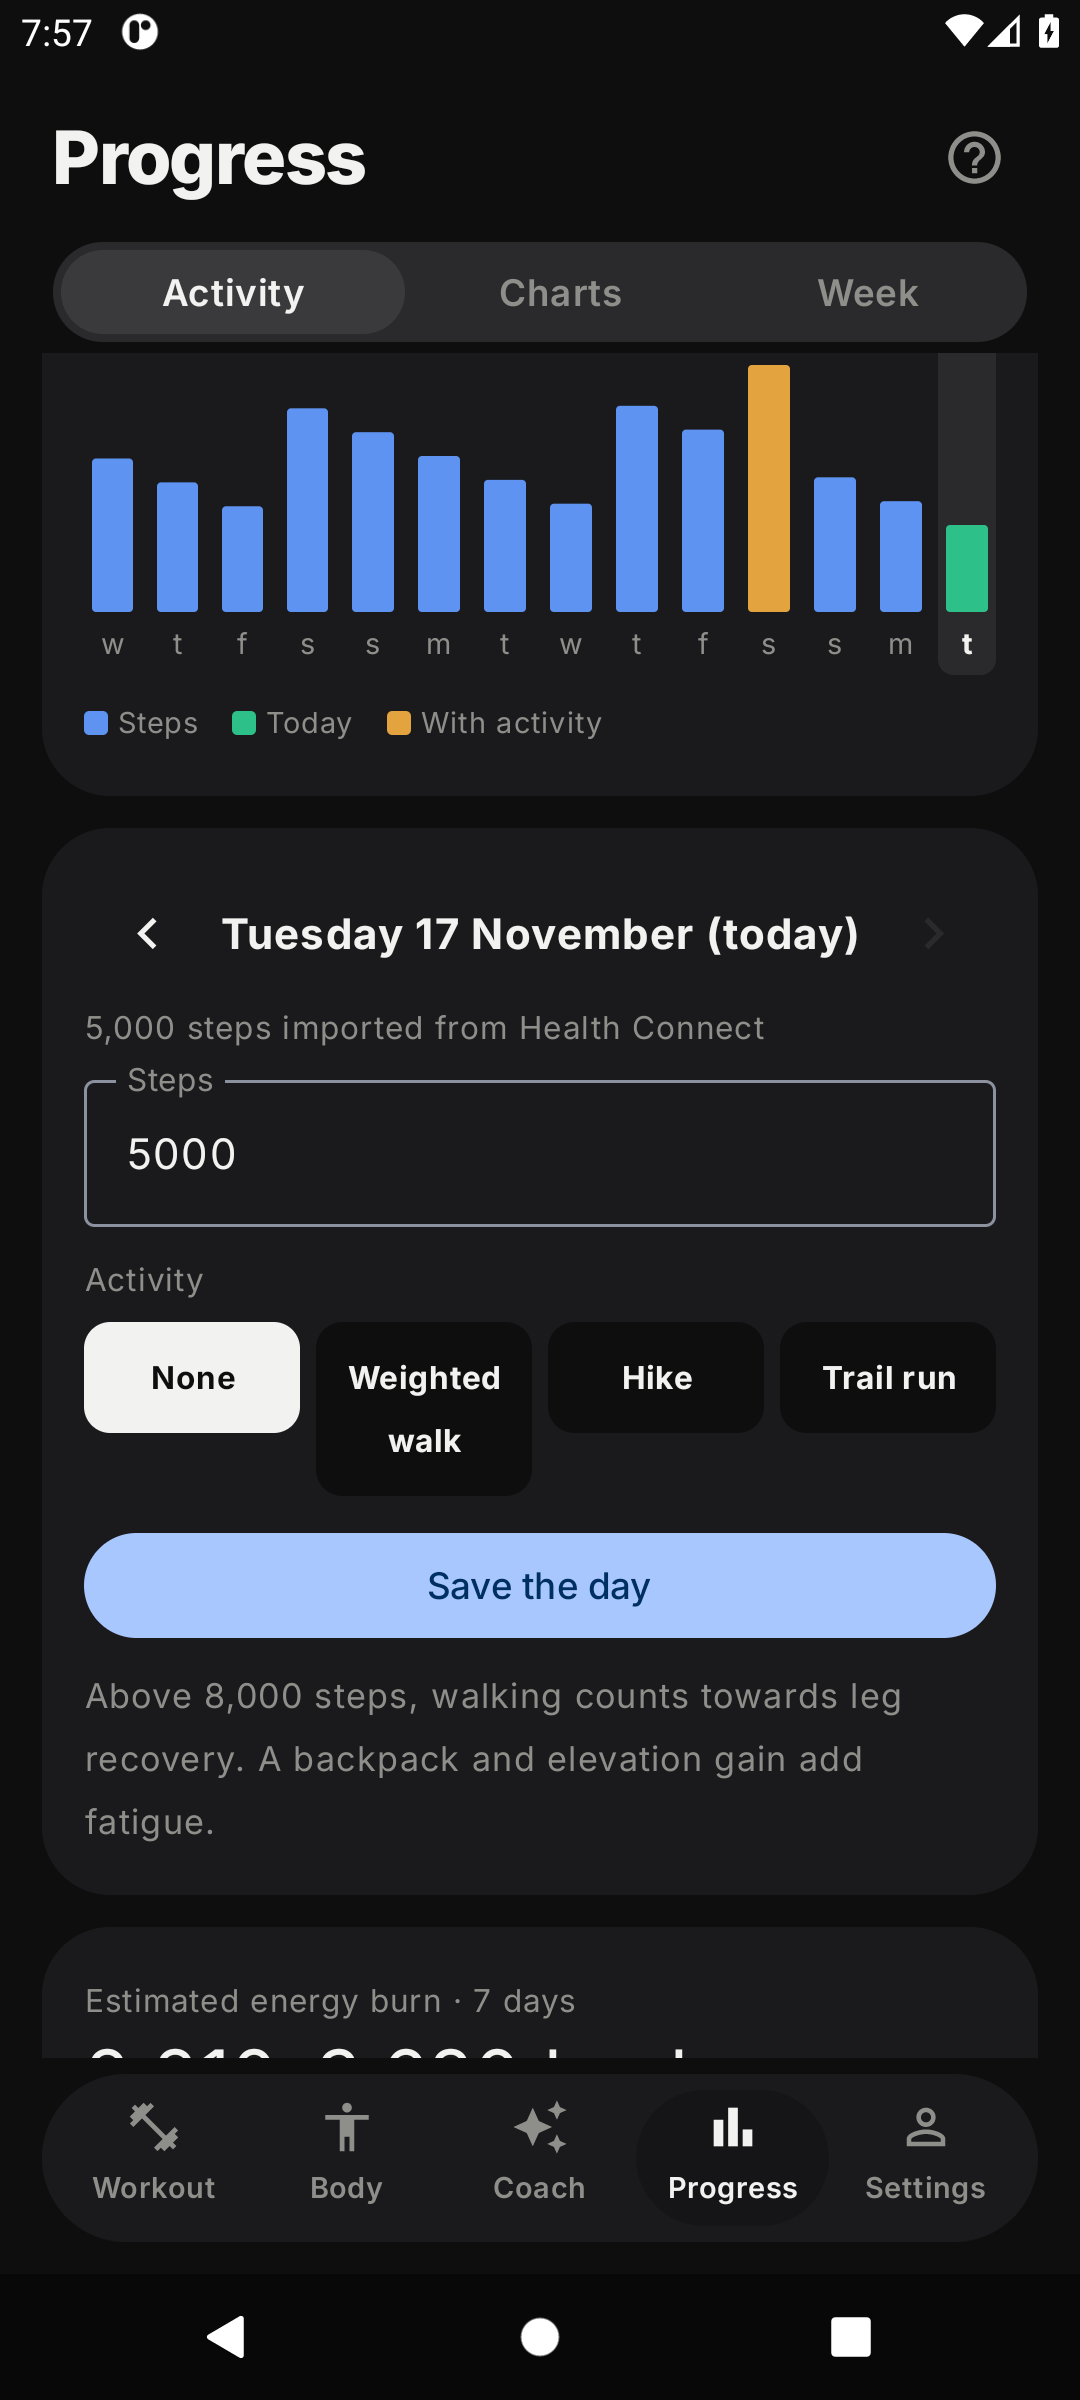 7:57
Progress
Activity Charts Week
w t f s s m t w t f s s m t
Steps Today With activity
Tuesday 17 November (today)
5,000 steps imported from Health Connect
Steps
5000
Activity
None Weighted walk Hike Trail run
Save the day
Above 8,000 steps, walking counts towards leg
recovery. A backpack and elevation gain add
fatigue.
Estimated energy burn · 7 days
Workout Body Coach Progress Settings